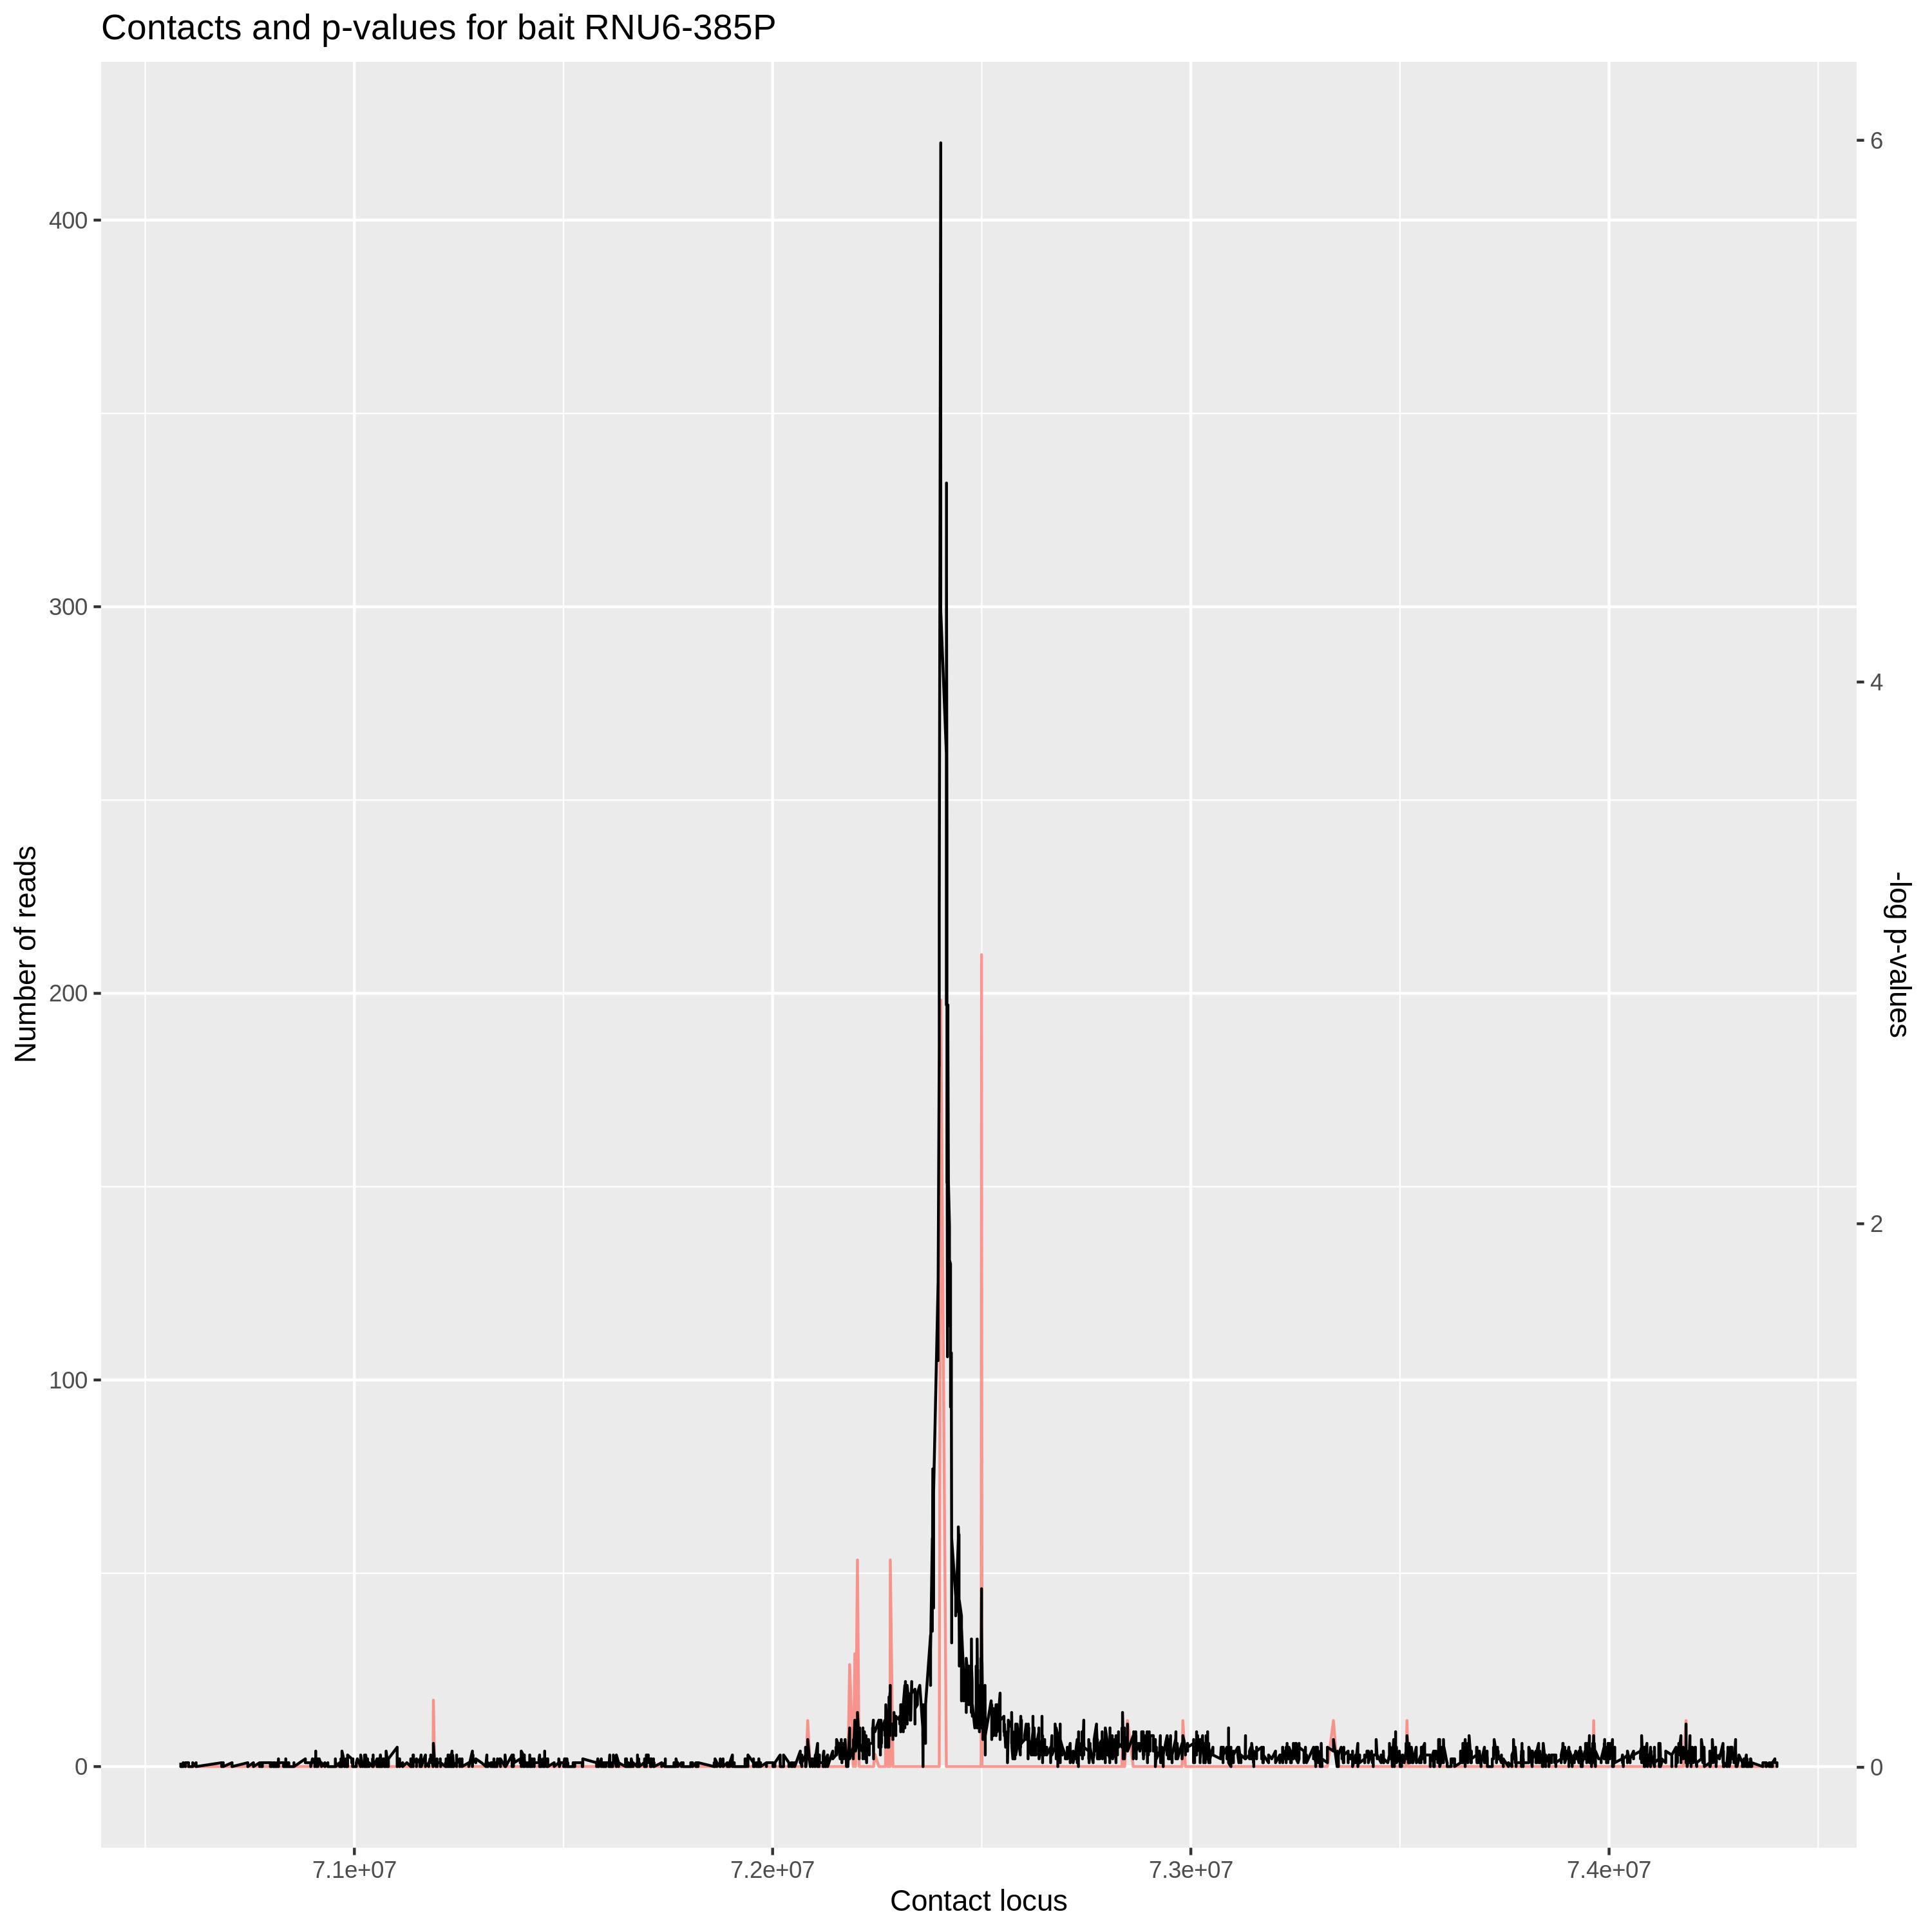 Contacts and p-values for bait RNU6-385P
6
400
300
4
Number of reads
-log p-values
200
2
100
0
0
7.1e+07
7.2e+07
7.3e+07
7.4e+07
Contact locus